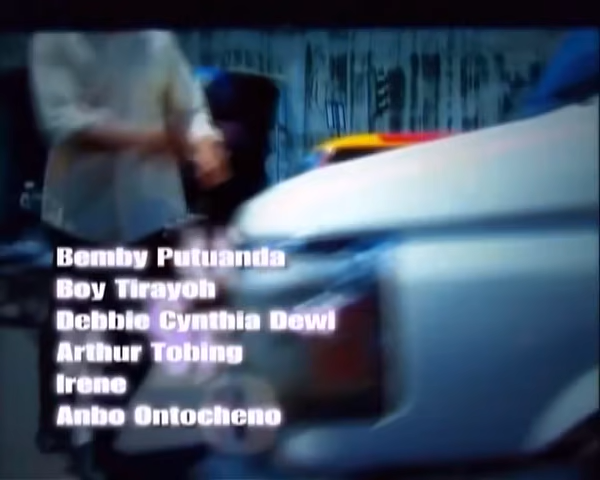 Bemby Putuanda
Boy Tirayoh
Debbie Cynthia Dewi
Arthur Tobing
Irene
Anbo Ontocheno